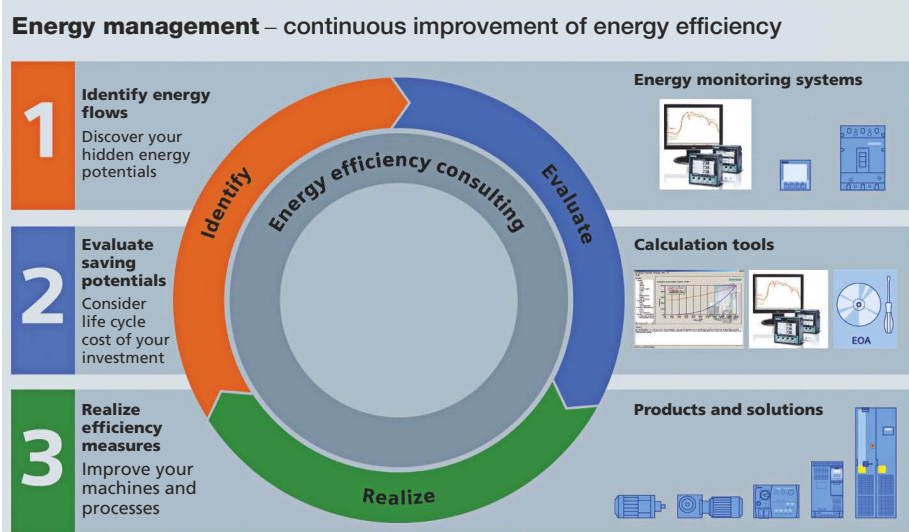 Energy management – continuous improvement of energy efficiency
1
Identify energy
flows
Discover your
hidden energy
potentials
2
Evaluate
saving
potentials
Consider
life cycle
cost of your
investment
3
Realize
efficiency
measures
Improve your
machines and
processes
Identify
Evaluate
Realize
Energy efficiency consulting
Energy monitoring systems
Calculation tools
EOA
Products and solutions